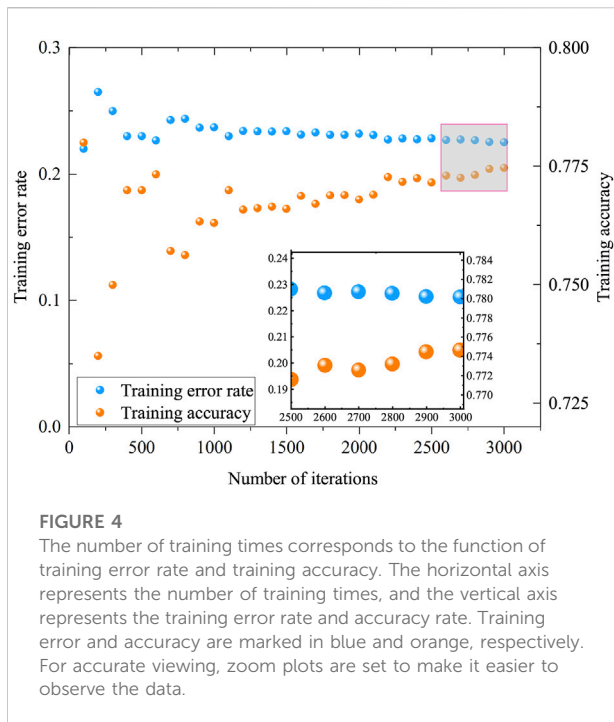 0.3
0.2
0.1
0.0
Training error rate
0.800
0.775
0.750
0.725
Training accuracy
0.24
0.23
0.22
0.21
0.20
0.19
0.784
0.782
0.780
0.778
0.776
0.774
0.772
0.770
2500 2600 2700 2800 2900 3000
Training error rate
Training accuracy
0 500 1000 1500 2000 2500 3000
Number of iterations
FIGURE 4
The number of training times corresponds to the function of
training error rate and training accuracy. The horizontal axis
represents the number of training times, and the vertical axis
represents the training error rate and accuracy rate. Training
error and accuracy are marked in blue and orange, respectively.
For accurate viewing, zoom plots are set to make it easier to
observe the data.